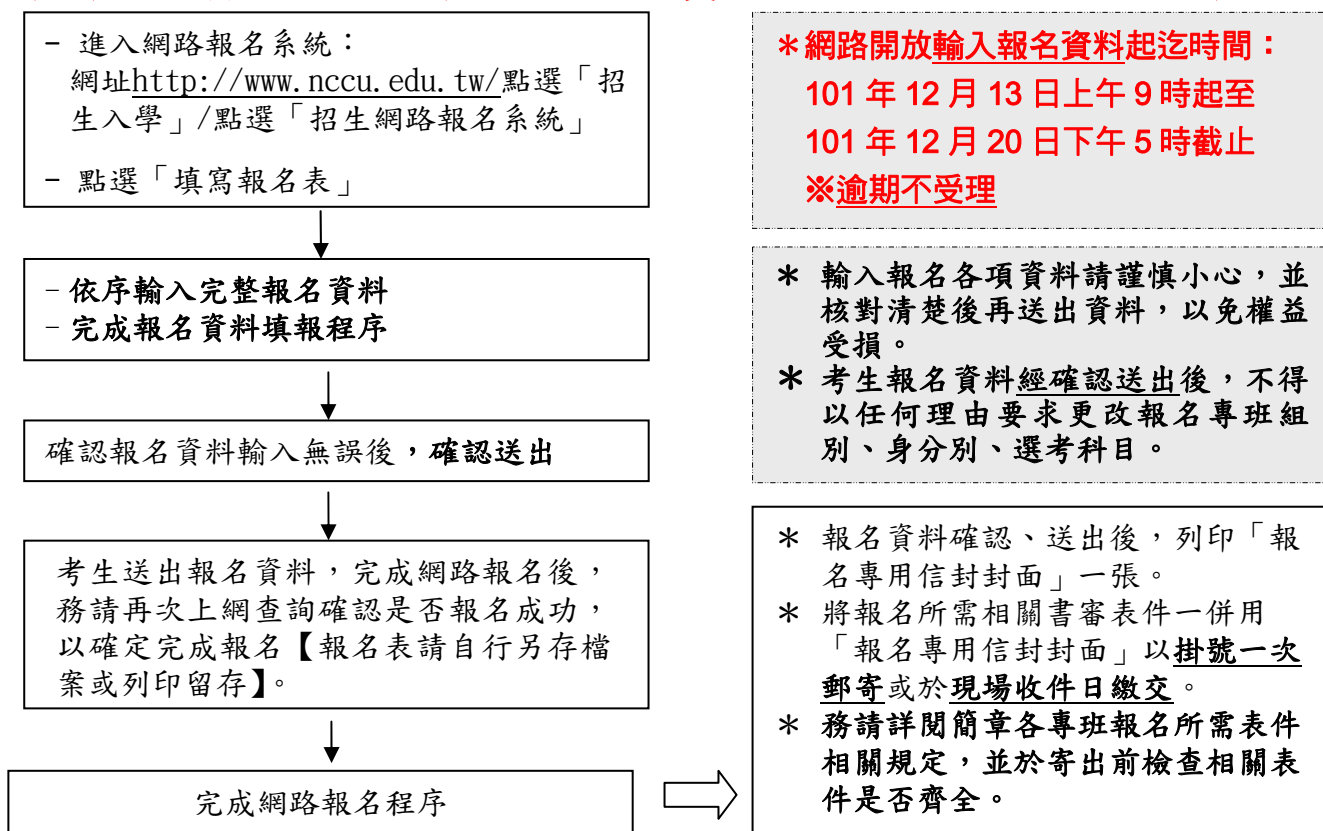 - 進入網路報名系統：
網址http://www.nccu.edu.tw/點選「招
生入學」/點選「招生網路報名系統」
- 點選「填寫報名表」
- 依序輸入完整報名資料
- 完成報名資料填報程序
確認報名資料輸入無誤後，確認送出
考生送出報名資料，完成網路報名後，
務請再次上網查詢確認是否報名成功，
以確定完成報名【報名表請自行另存檔
案或列印留存】。
完成網路報名程序
＊網路開放輸入報名資料起迄時間：
101 年 12 月 13 日上午 9 時起至
101 年 12 月 20 日下午 5 時截止
※逾期不受理
＊ 輸入報名各項資料請謹慎小心，並
核對清楚後再送出資料，以免權益
受損。
＊ 考生報名資料經確認送出後，不得
以任何理由要求更改報名專班組
別、身分別、選考科目。
＊ 報名資料確認、送出後，列印「報
名專用信封封面」一張。
＊ 將報名所需相關書審表件一併用
「報名專用信封封面」以掛號一次
郵寄或於現場收件日繳交。
＊ 務請詳閱簡章各專班報名所需表件
相關規定，並於寄出前檢查相關表
件是否齊全。